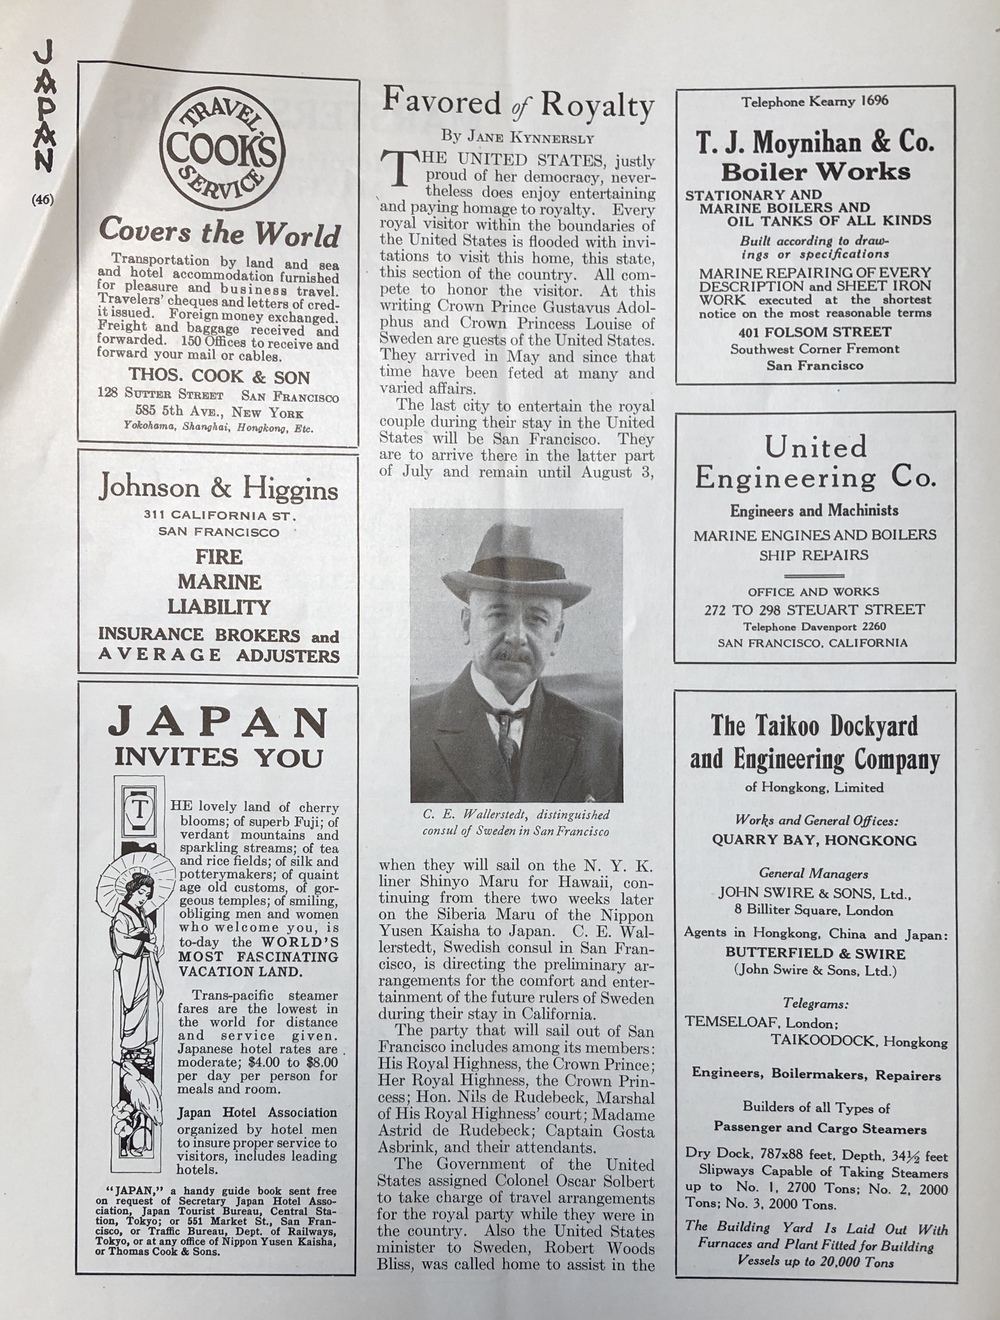 JAPAN
(46)
TRAVEL
COOK'S
SERVICE
Covers the World
Transportation by land and sea
and hotel accommodation furnished
for pleasure and business travel.
Travelers' cheques and letters of cred-
it issued. Foreign money exchanged.
Freight and baggage received and
forwarded. 150 Offices to receive and
forward your mail or cables.
THOS. COOK & SON
128 SUTTER STREET SAN FRANCISCO
585 5th AVE., NEW YORK
Yokohama, Shanghai, Hongkong, Etc.
Johnson & Higgins
311 CALIFORNIA ST.
SAN FRANCISCO
FIRE
MARINE
LIABILITY
INSURANCE BROKERS and
AVERAGE ADJUSTERS
JAPAN
INVITES YOU
THE lovely land of cherry
blooms; of superb Fuji; of
verdant mountains and
sparkling streams; of tea
and rice fields; of silk and
potterymakers; of quaint
age old customs, of gor-
geous temples; of smiling,
obliging men and women
who welcome you, is
to-day the WORLD'S
MOST FASCINATING
VACATION LAND.
Trans-pacific steamer
fares are the lowest in
the world for distance
and service given.
Japanese hotel rates are
moderate; $4.00 to $8.00
per day per person for
meals and room.
Japan Hotel Association
organized by hotel men
to insure proper service to
visitors, includes leading
hotels.
"JAPAN," a handy guide book sent free
on request of Secretary Japan Hotel Asso-
ciation, Japan Tourist Bureau, Central Sta-
tion, Tokyo; or 551 Market St., San Fran-
cisco, or Traffic Bureau, Dept. of Railways,
Tokyo, or at any office of Nippon Yusen Kaisha,
or Thomas Cook & Sons.
Favored of Royalty
By JANE KYNNERSLY
THE UNITED STATES, justly
proud of her democracy, never-
theless does enjoy entertaining
and paying homage to royalty. Every
royal visitor within the boundaries of
the United States is flooded with invi-
tations to visit this home, this state,
this section of the country. All com-
pete to honor the visitor. At this
writing Crown Prince Gustavus Adol-
phus and Crown Princess Louise of
Sweden are guests of the United States.
They arrived in May and since that
time have been feted at many and
varied affairs.
The last city to entertain the royal
couple during their stay in the United
States will be San Francisco. They
are to arrive there in the latter part
of July and remain until August 3,
C. E. Wallerstedt, distinguished
consul of Sweden in San Francisco
when they will sail on the N. Y. K.
liner Shinyo Maru for Hawaii, con-
tinuing from there two weeks later
on the Siberia Maru of the Nippon
Yusen Kaisha to Japan. C. E. Wal-
lerstedt, Swedish consul in San Fran-
cisco, is directing the preliminary ar-
rangements for the comfort and enter-
tainment of the future rulers of Sweden
during their stay in California.
The party that will sail out of San
Francisco includes among its members:
His Royal Highness, the Crown Prince;
Her Royal Highness, the Crown Prin-
cess; Hon. Nils de Rudebeck, Marshal
of His Royal Highness' court; Madame
Astrid de Rudebeck; Captain Gosta
Asbrink, and their attendants.
The Government of the United
States assigned Colonel Oscar Solbert
to take charge of travel arrangements
for the royal party while they were in
the country. Also the United States
minister to Sweden, Robert Woods
Bliss, was called home to assist in the
Telephone Kearny 1696
T. J. Moynihan & Co.
Boiler Works
STATIONARY AND
MARINE BOILERS AND
OIL TANKS OF ALL KINDS
Built according to draw-
ings or specifications
MARINE REPAIRING OF EVERY
DESCRIPTION and SHEET IRON
WORK executed at the shortest
notice on the most reasonable terms
401 FOLSOM STREET
Southwest Corner Fremont
San Francisco
United
Engineering Co.
Engineers and Machinists
MARINE ENGINES AND BOILERS
SHIP REPAIRS
OFFICE AND WORKS
272 TO 298 STEUART STREET
Telephone Davenport 2260
SAN FRANCISCO, CALIFORNIA
The Taikoo Dockyard
and Engineering Company
of Hongkong, Limited
Works and General Offices:
QUARRY BAY, HONGKONG
General Managers
JOHN SWIRE & SONS, Ltd.,
8 Billiter Square, London
Agents in Hongkong, China and Japan:
BUTTERFIELD & SWIRE
(John Swire & Sons, Ltd.)
Telegrams:
TEMSELOAF, London;
TAIKOODOCK, Hongkong
Engineers, Boilermakers, Repairers
Builders of all Types of
Passenger and Cargo Steamers
Dry Dock, 787x88 feet, Depth, 34½ feet
Slipways Capable of Taking Steamers
up to No. 1, 2700 Tons; No. 2, 2000
Tons; No. 3, 2000 Tons.
The Building Yard Is Laid Out With
Furnaces and Plant Fitted for Building
Vessels up to 20,000 Tons